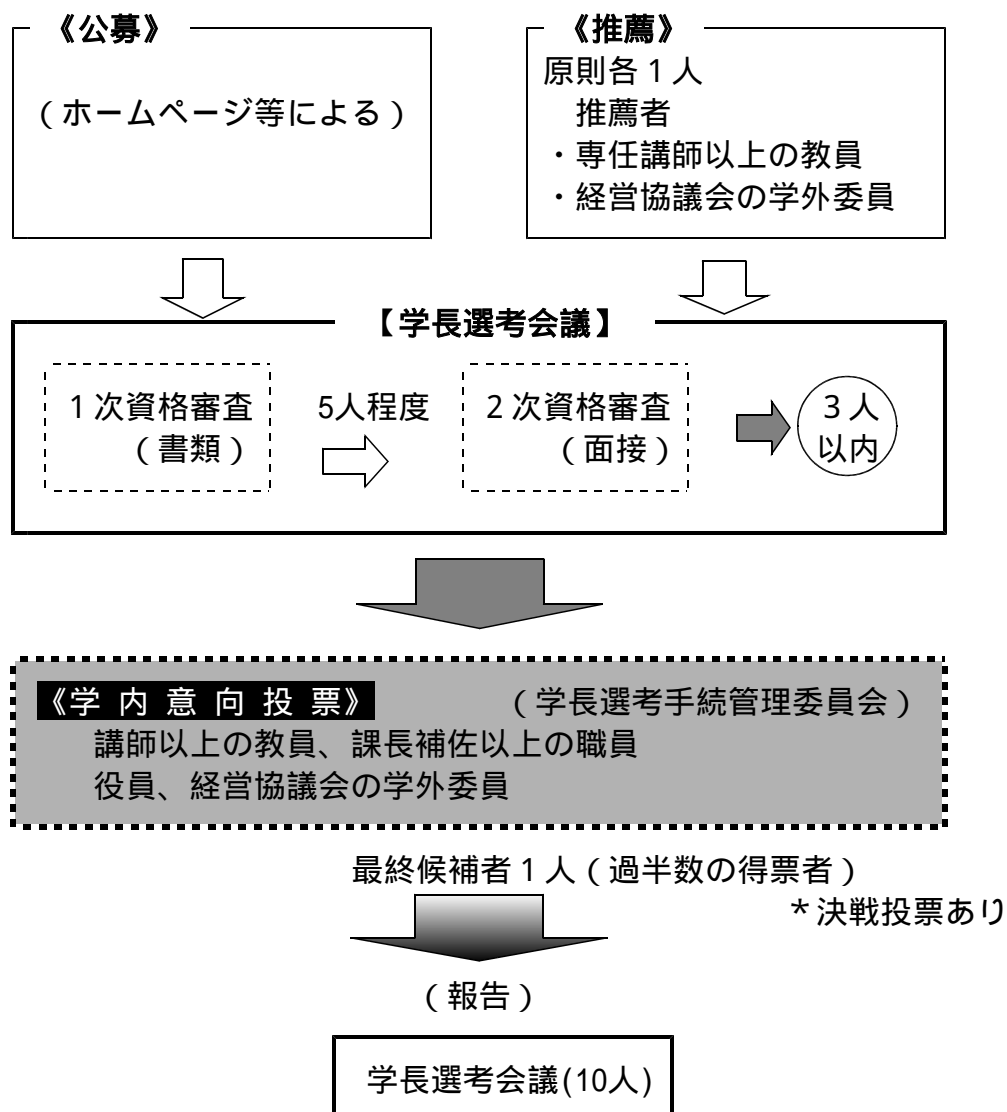 《公募》
(ホームページ等による)
《推薦》
原則各1人
推薦者
・専任講師以上の教員
・経営協議会の学外委員
【学長選考会議】
1次資格審査
(書類)
5人程度
2次資格審査
(面接)
3人
以内
《学内意向投票》 (学長選考手続管理委員会)
講師以上の教員、課長補佐以上の職員
役員、経営協議会の学外委員
最終候補者1人(過半数の得票者)
*決戦投票あり
(報告)
学長選考会議(10人)